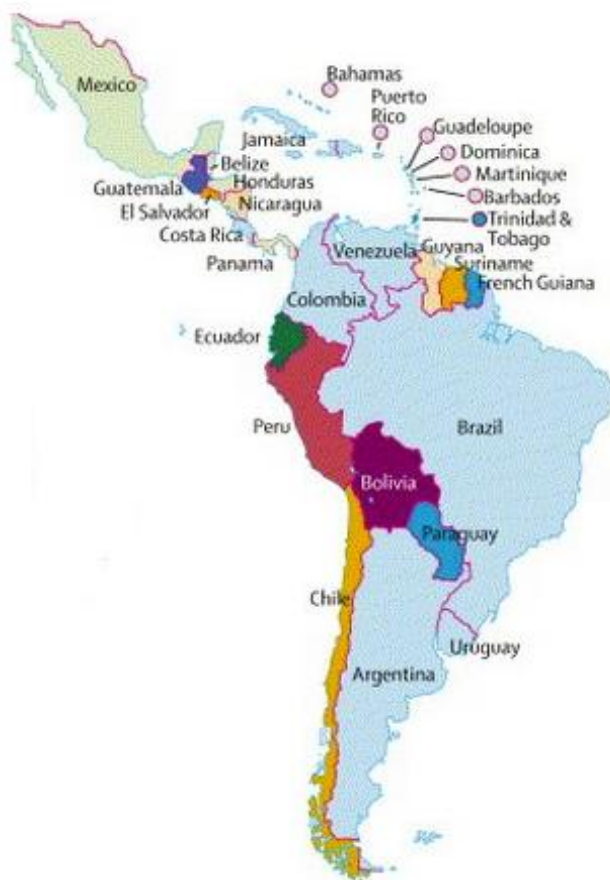 Mexico
Bahamas
Puerto
Rico
Jamaica
Guadeloupe
Dominica
Martinique
Barbados
Trinidad &
Tobago
Belize
Guatemala
Honduras
El Salvador
Nicaragua
Costa Rica
Panama
Venezuela
Guyana
Suriname
French Guiana
Colombia
Ecuador
Peru
Brazil
Bolivia
Paraguay
Chile
Uruguay
Argentina